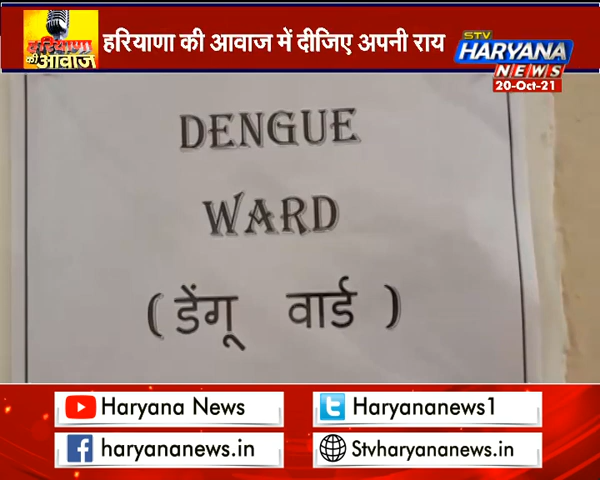 हरियाणा
की आवाज
हरियाणा की आवाज में दीजिए अपनी राय
STV
HARYANA
NEWS
20-Oct-21
DENGUE
WARD
( डेंगू वार्ड )
Haryana News
Haryananews1
haryananews.in
Stvharyananews.in